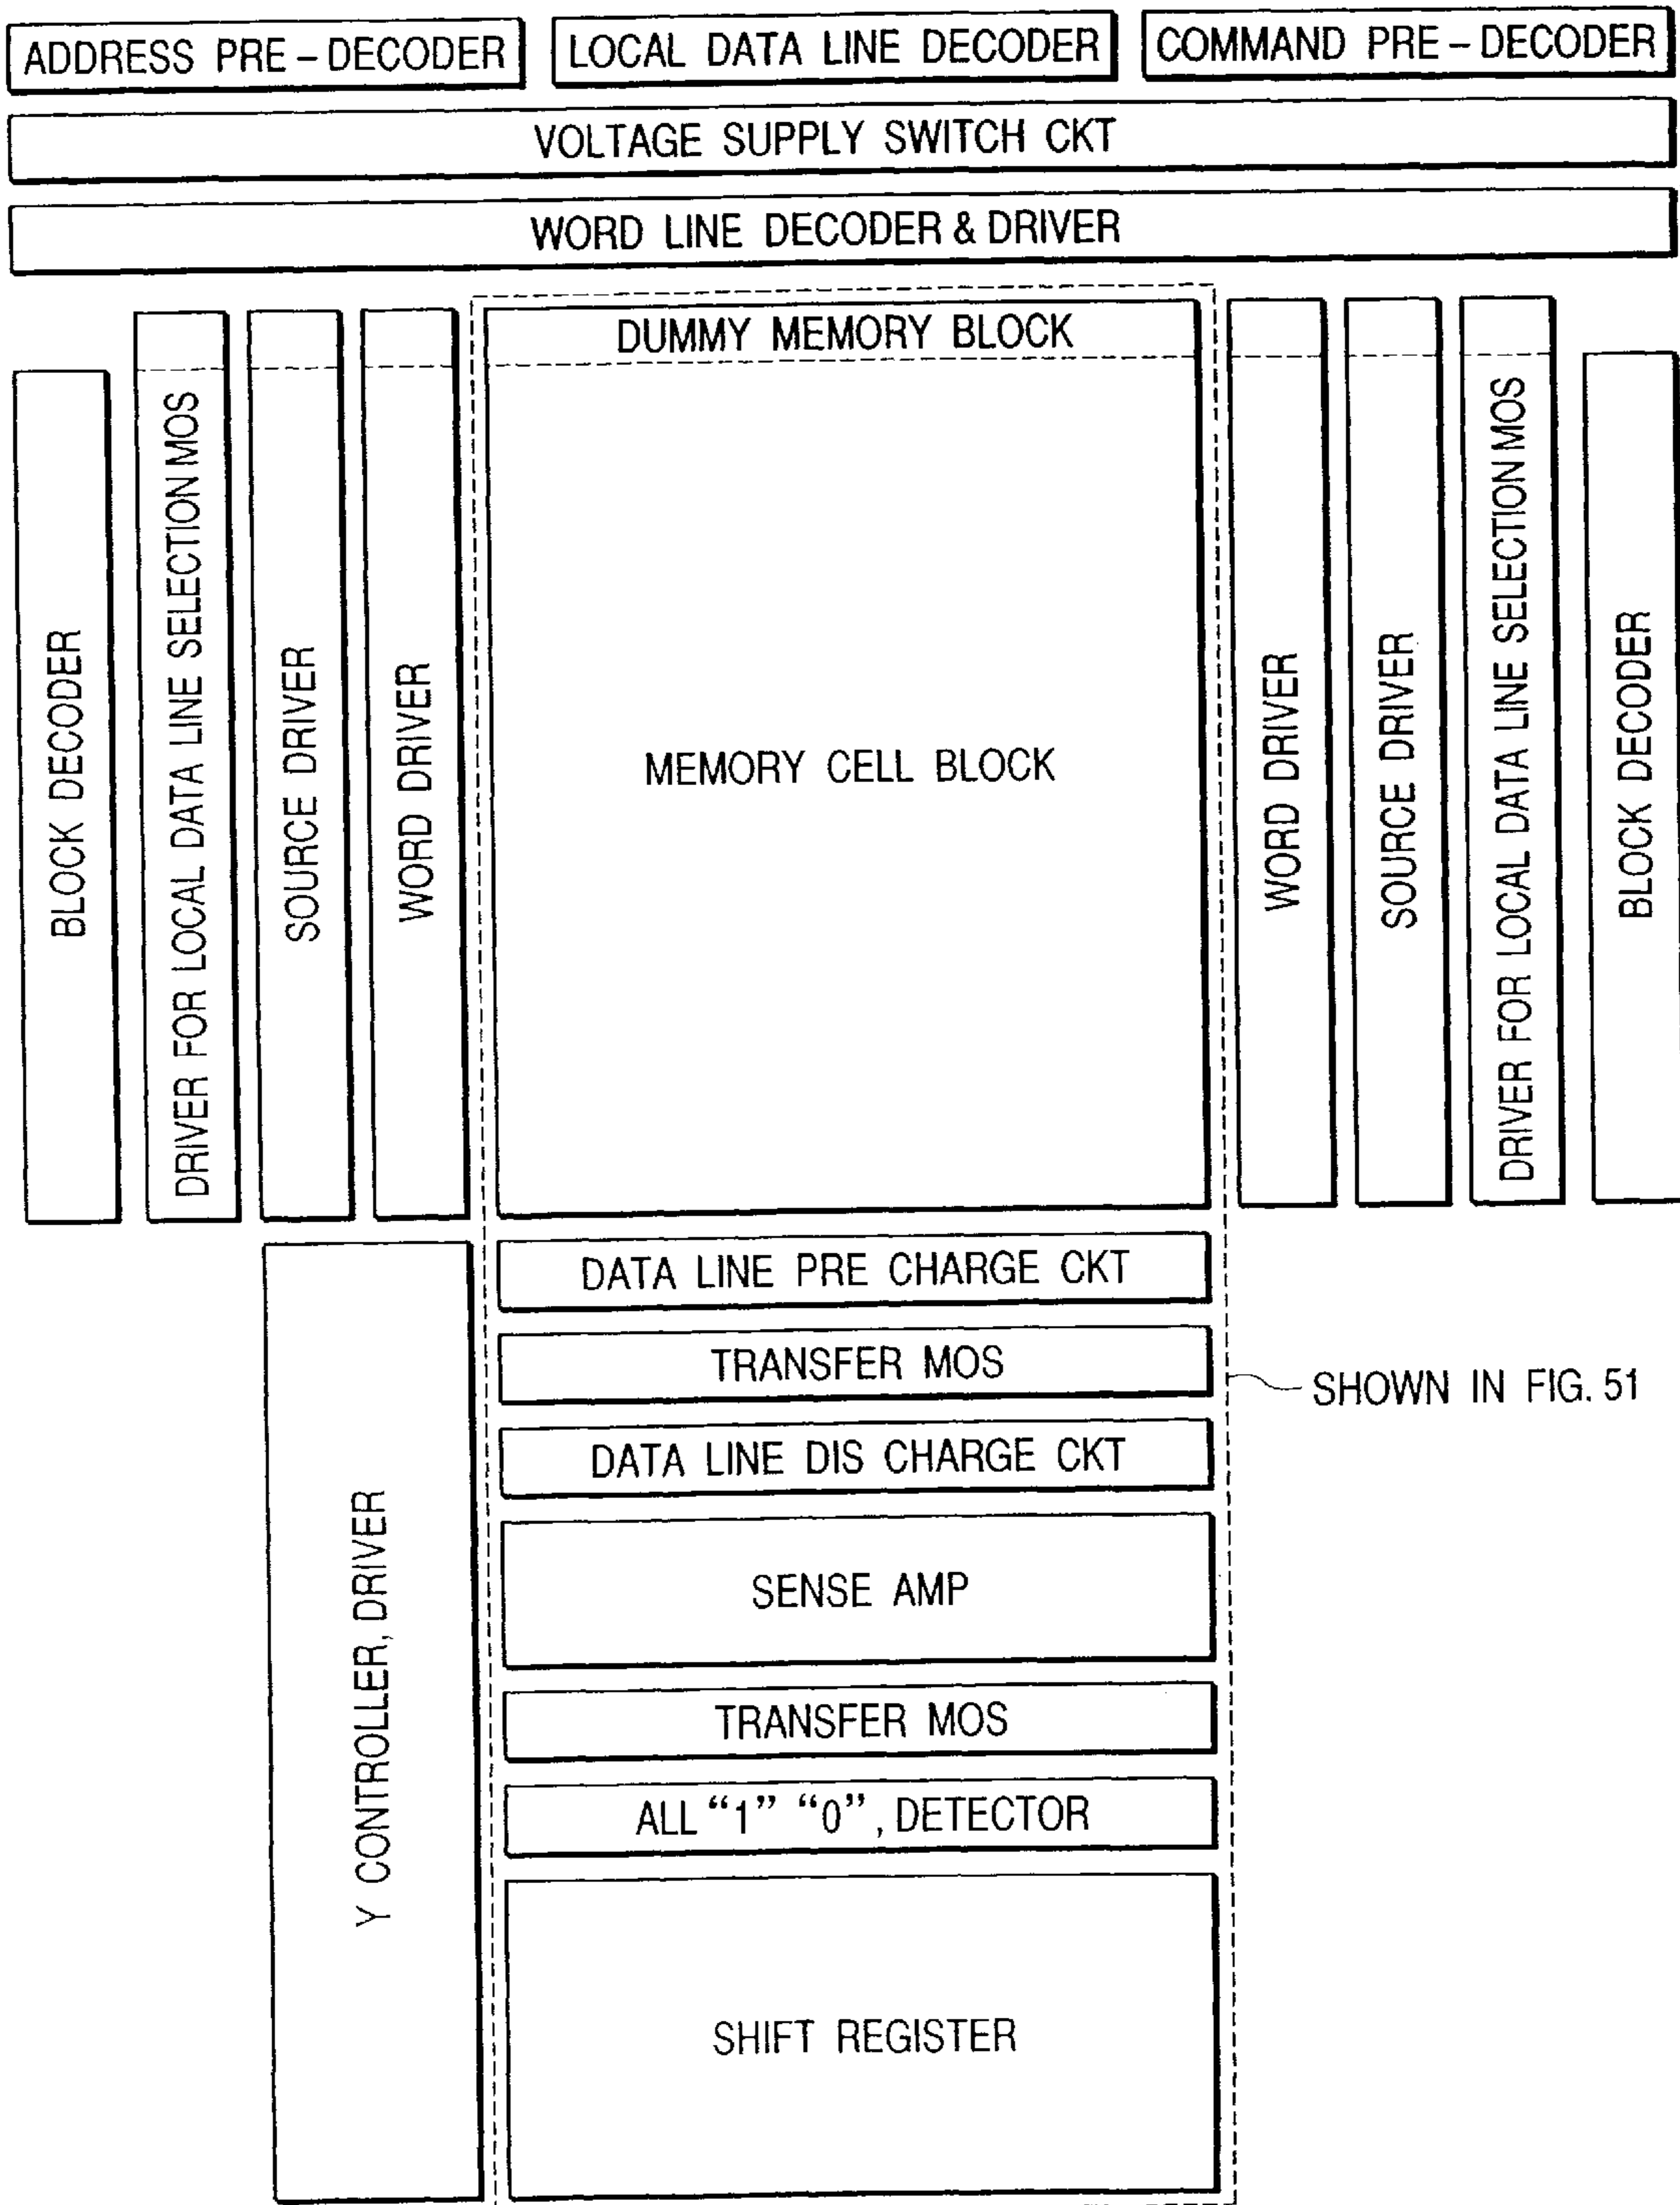 ADDRESS PRE – DECODER
LOCAL DATA LINE DECODER
COMMAND PRE – DECODER
VOLTAGE SUPPLY SWITCH CKT
WORD LINE DECODER & DRIVER
BLOCK DECODER
DRIVER FOR LOCAL DATA LINE SELECTION MOS
SOURCE DRIVER
WORD DRIVER
DUMMY MEMORY BLOCK
MEMORY CELL BLOCK
WORD DRIVER
SOURCE DRIVER
DRIVER FOR LOCAL DATA LINE SELECTION MOS
BLOCK DECODER
Y CONTROLLER, DRIVER
DATA LINE PRE CHARGE CKT
TRANSFER MOS
SHOWN IN FIG. 51
DATA LINE DIS CHARGE CKT
SENSE AMP
TRANSFER MOS
ALL “1” “0”, DETECTOR
SHIFT REGISTER